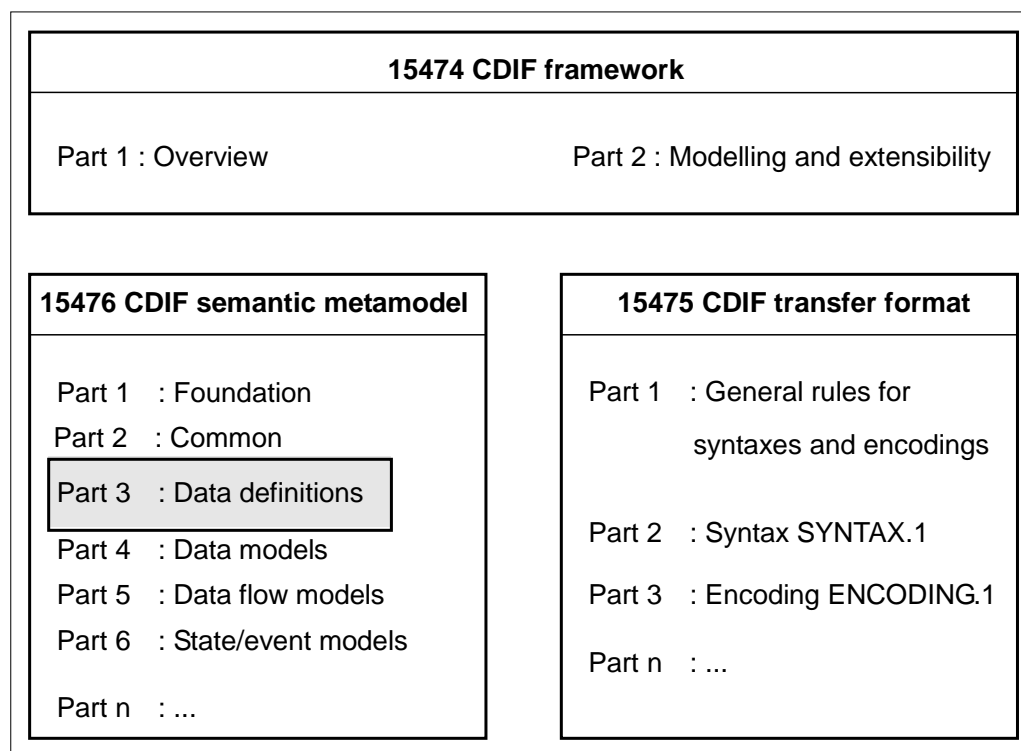 15474 CDIF framework
Part 1 : Overview
Part 2 : Modelling and extensibility
15476 CDIF semantic metamodel
Part 1 : Foundation
Part 2 : Common
Part 3 : Data definitions
Part 4 : Data models
Part 5 : Data flow models
Part 6 : State/event models
Part n : ...
15475 CDIF transfer format
Part 1 : General rules for
syntaxes and encodings
Part 2 : Syntax SYNTAX.1
Part 3 : Encoding ENCODING.1
Part n : ...